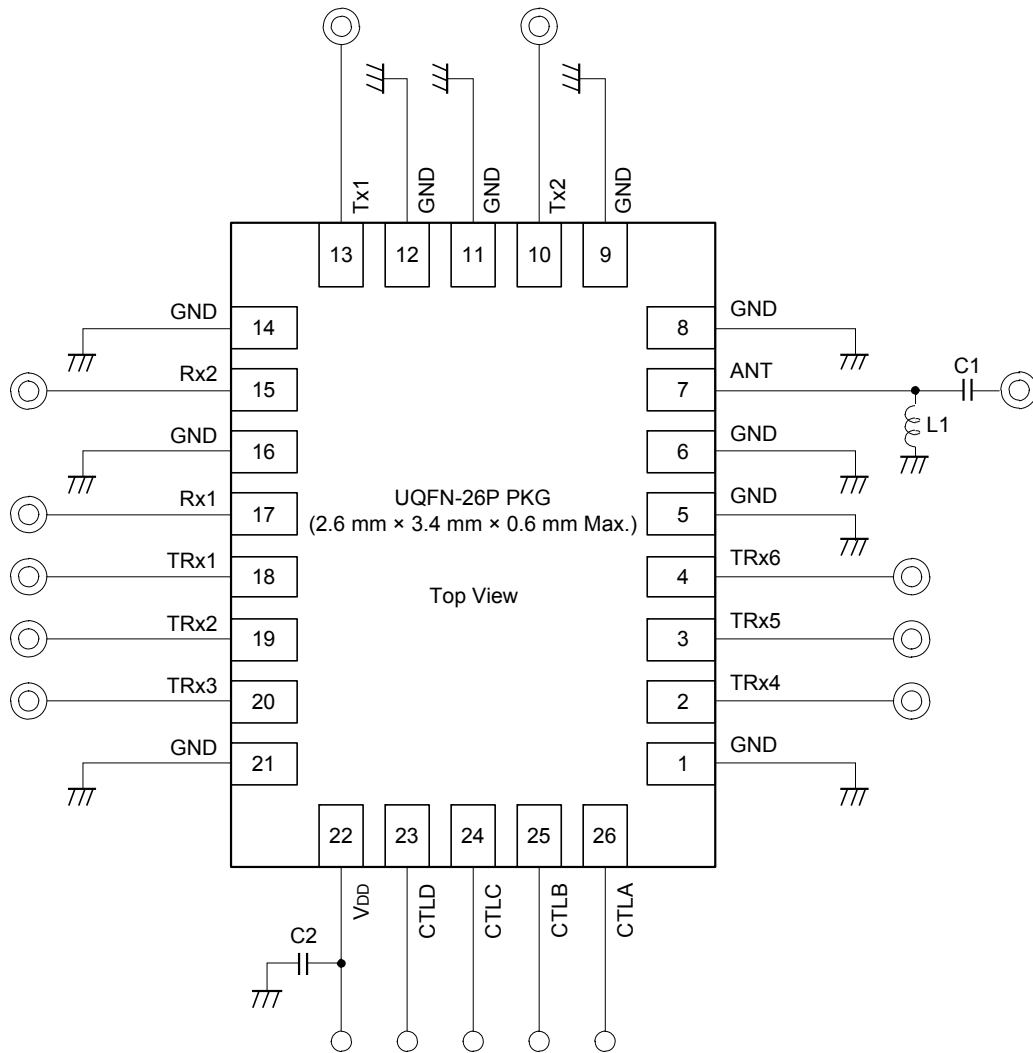 Tx1
GND
GND
Tx2
GND
13
12
11
10
9
GND
14
8
GND
Rx2
15
7
ANT
C1
L1
GND
16
6
GND
Rx1
17
UQFN-26P PKG
(2.6 mm × 3.4 mm × 0.6 mm Max.)
5
GND
TRx1
18
Top View
4
TRx6
TRx2
19
3
TRx5
TRx3
20
2
TRx4
GND
21
1
GND
22
23
24
25
26
VDD
CTLD
CTLC
CTLB
CTLA
C2